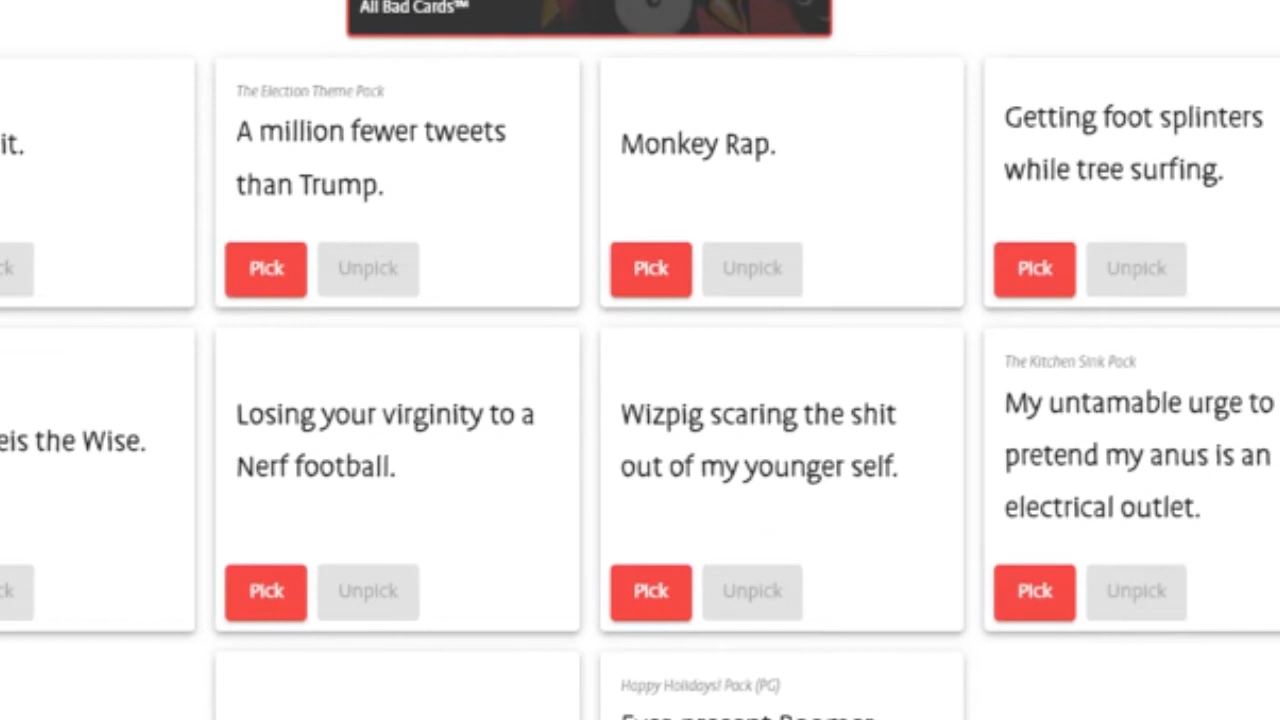 All Bad Cards™
it.
The Election Theme Pack
A million fewer tweets
than Trump.
Monkey Rap.
Getting foot splinters
while tree surfing.
ck
Pick
Unpick
Pick
Unpick
Pick
Unpick
eis the Wise.
Losing your virginity to a
Nerf football.
Wizpig scaring the shit
out of my younger self.
The Kitchen Sink Pack
My untamable urge to
pretend my anus is an
electrical outlet.
ck
Pick
Unpick
Pick
Unpick
Pick
Unpick
Happy Holidays! Pack (PG)